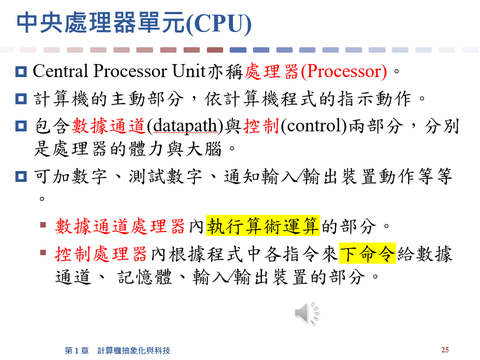 中央處理器單元(CPU)
Central Processor Unit亦稱處理器(Processor)。
計算機的主動部分，依計算機程式的指示動作。
包含數據通道(datapath)與控制(control)兩部分，分別
是處理器的體力與大腦。
可加數字、測試數字、通知輸入/輸出裝置動作等等
。
數據通道處理器內執行算術運算的部分。
控制處理器內根據程式中各指令來下命令給數據
通道、 記憶體、輸入/輸出裝置的部分。
第 1 章　計算機抽象化與科技
25